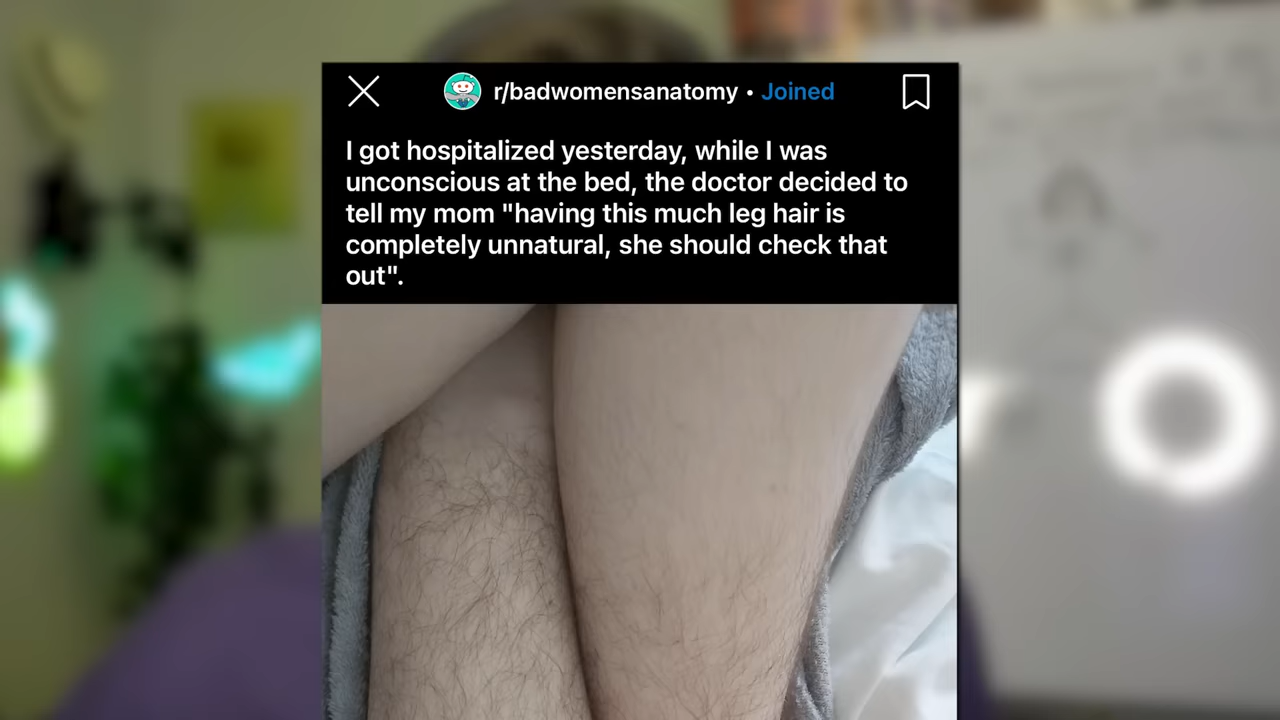 r/badwomensanatomy • Joined
I got hospitalized yesterday, while I was
unconscious at the bed, the doctor decided to
tell my mom "having this much leg hair is
completely unnatural, she should check that
out".